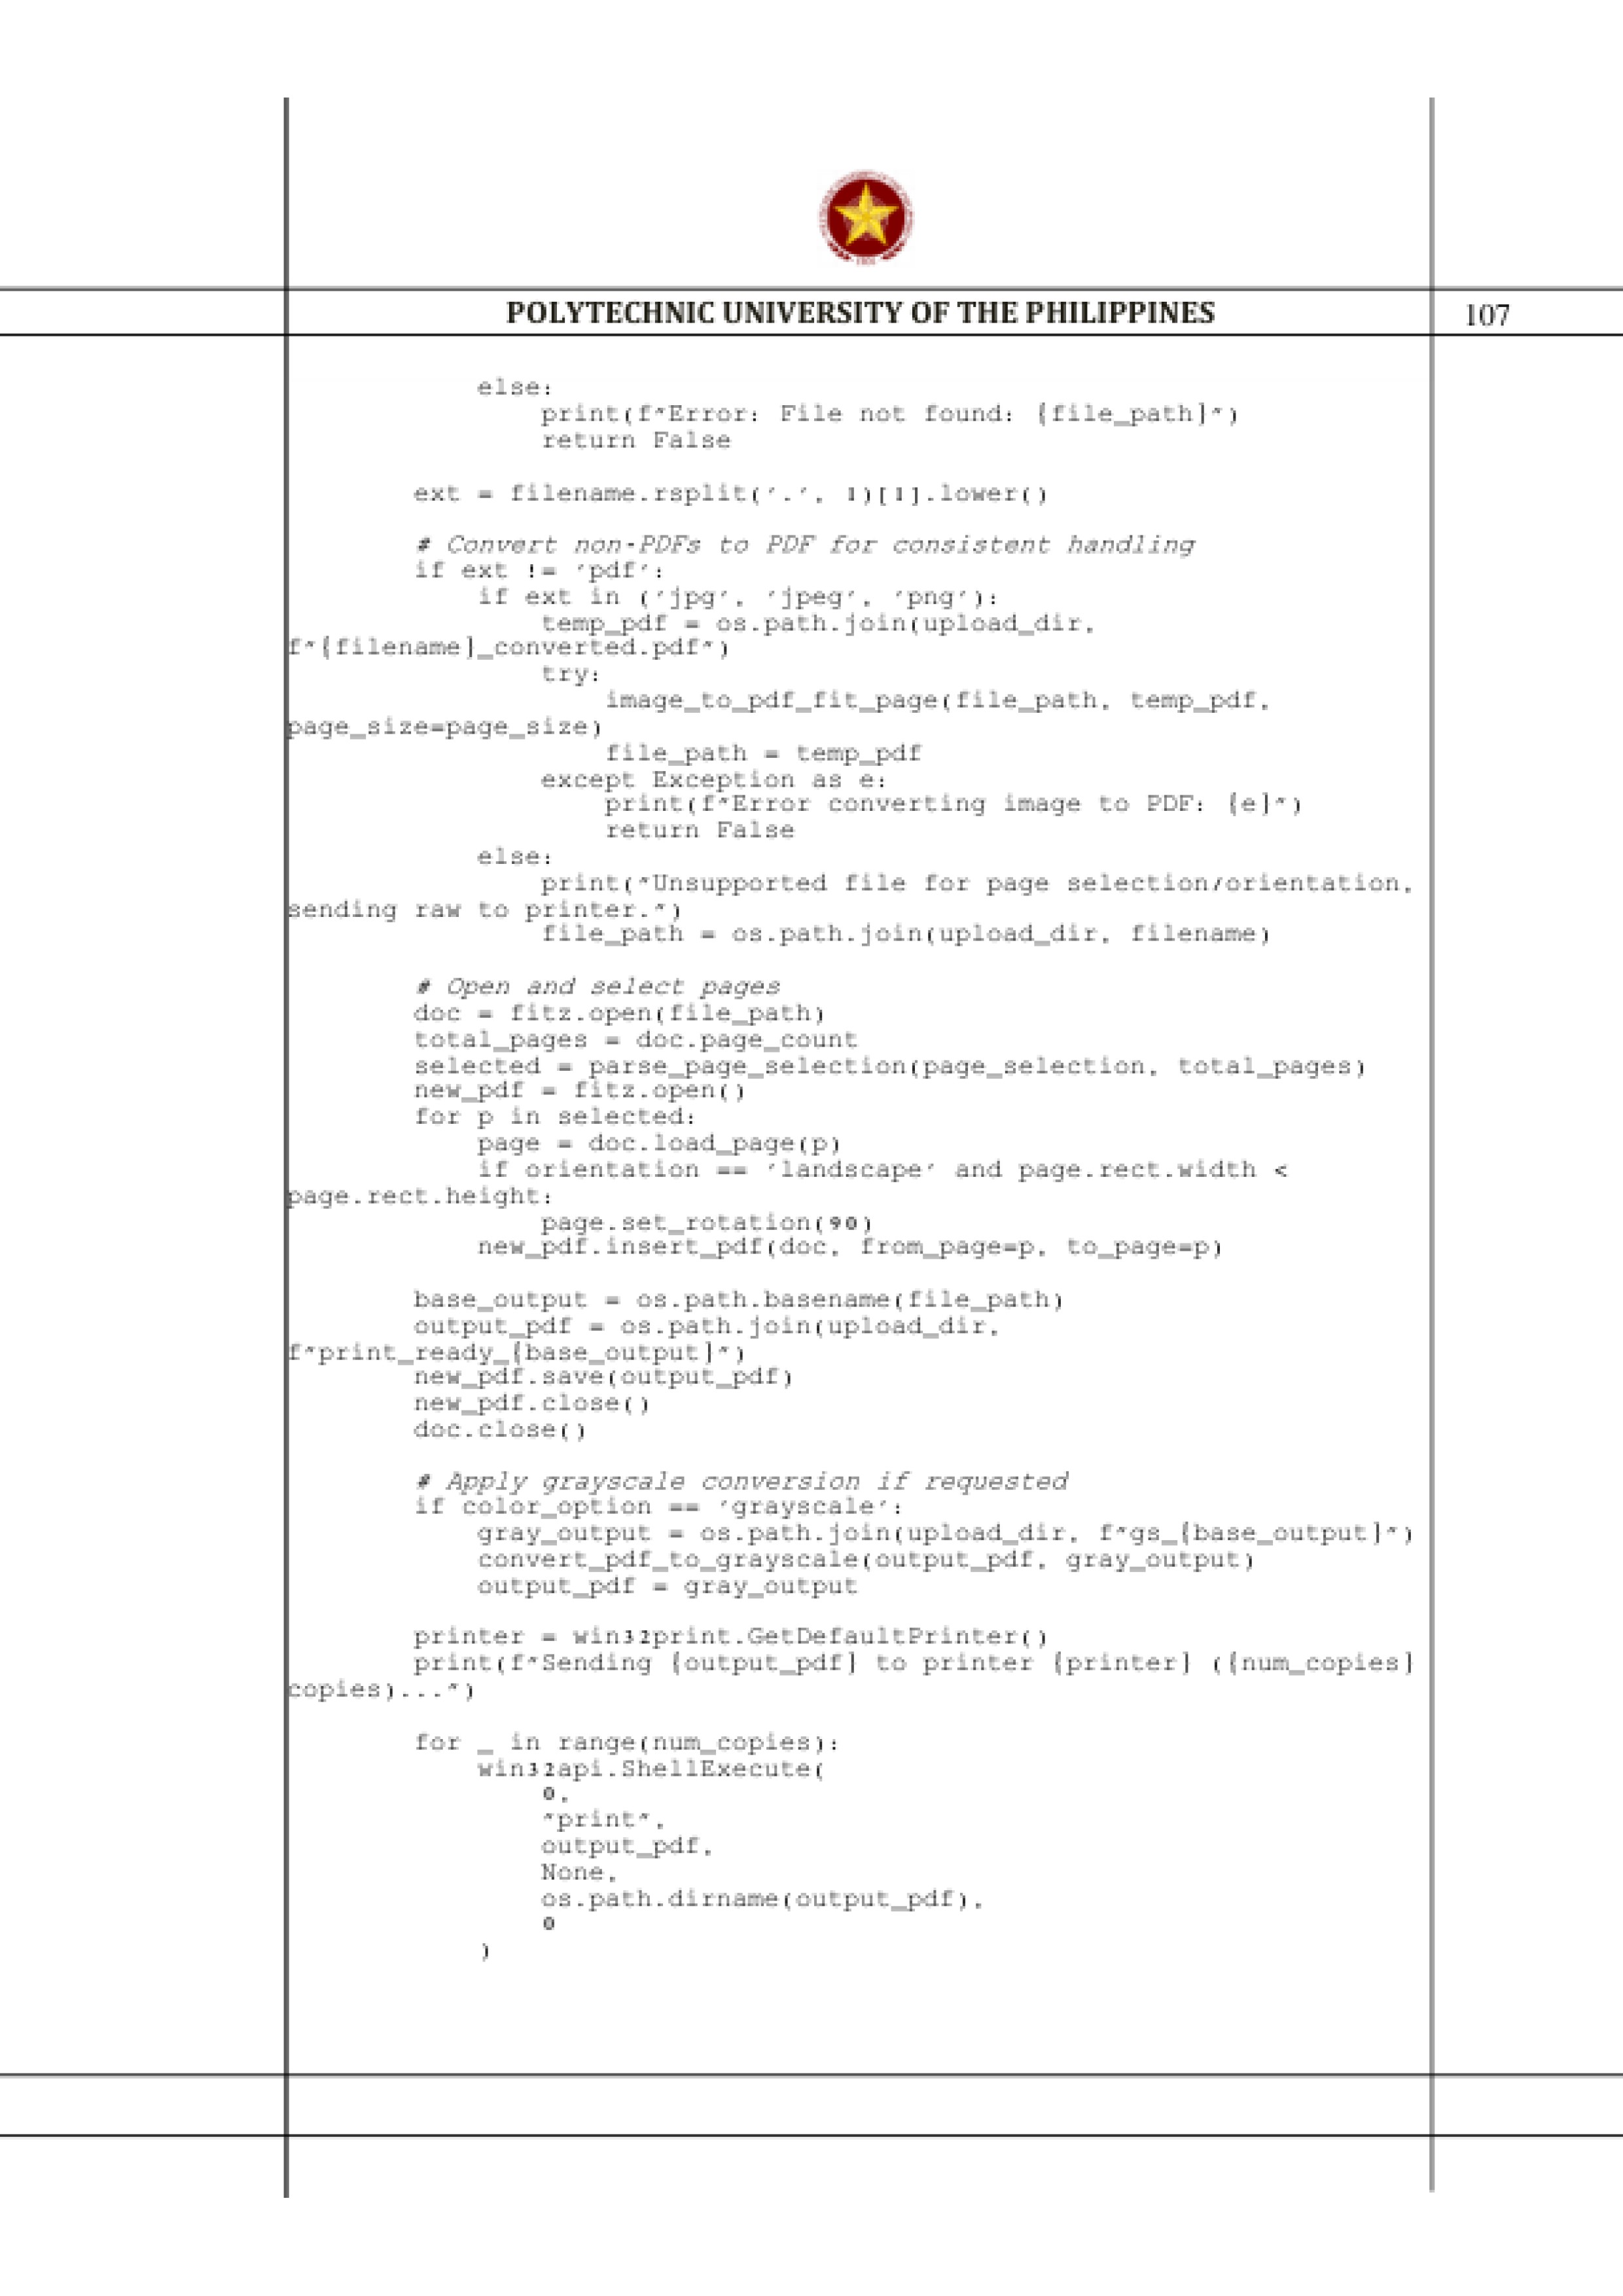 POLYTECHNIC UNIVERSITY OF THE PHILIPPINES
107
            else:
                print(f"Error: File not found: {file_path}")
                return False

        ext = filename.rsplit('.', 1)[1].lower()

        # Convert non-PDFs to PDF for consistent handling
        if ext != 'pdf':
            if ext in ('jpg', 'jpeg', 'png'):
                temp_pdf = os.path.join(upload_dir,
f"{filename}_converted.pdf")
                try:
                    image_to_pdf_fit_page(file_path, temp_pdf,
page_size=page_size)
                    file_path = temp_pdf
                except Exception as e:
                    print(f"Error converting image to PDF: {e}")
                    return False
            else:
                print("Unsupported file for page selection/orientation,
sending raw to printer.")
                file_path = os.path.join(upload_dir, filename)

        # Open and select pages
        doc = fitz.open(file_path)
        total_pages = doc.page_count
        selected = parse_page_selection(page_selection, total_pages)
        new_pdf = fitz.open()
        for p in selected:
            page = doc.load_page(p)
            if orientation == 'landscape' and page.rect.width <
page.rect.height:
                page.set_rotation(90)
            new_pdf.insert_pdf(doc, from_page=p, to_page=p)

        base_output = os.path.basename(file_path)
        output_pdf = os.path.join(upload_dir,
f"print_ready_{base_output}")
        new_pdf.save(output_pdf)
        new_pdf.close()
        doc.close()

        # Apply grayscale conversion if requested
        if color_option == 'grayscale':
            gray_output = os.path.join(upload_dir, f"gs_{base_output}")
            convert_pdf_to_grayscale(output_pdf, gray_output)
            output_pdf = gray_output

        printer = win32print.GetDefaultPrinter()
        print(f"Sending {output_pdf} to printer {printer} ({num_copies}
copies)...")

        for _ in range(num_copies):
            win32api.ShellExecute(
                0,
                "print",
                output_pdf,
                None,
                os.path.dirname(output_pdf),
                0
            )